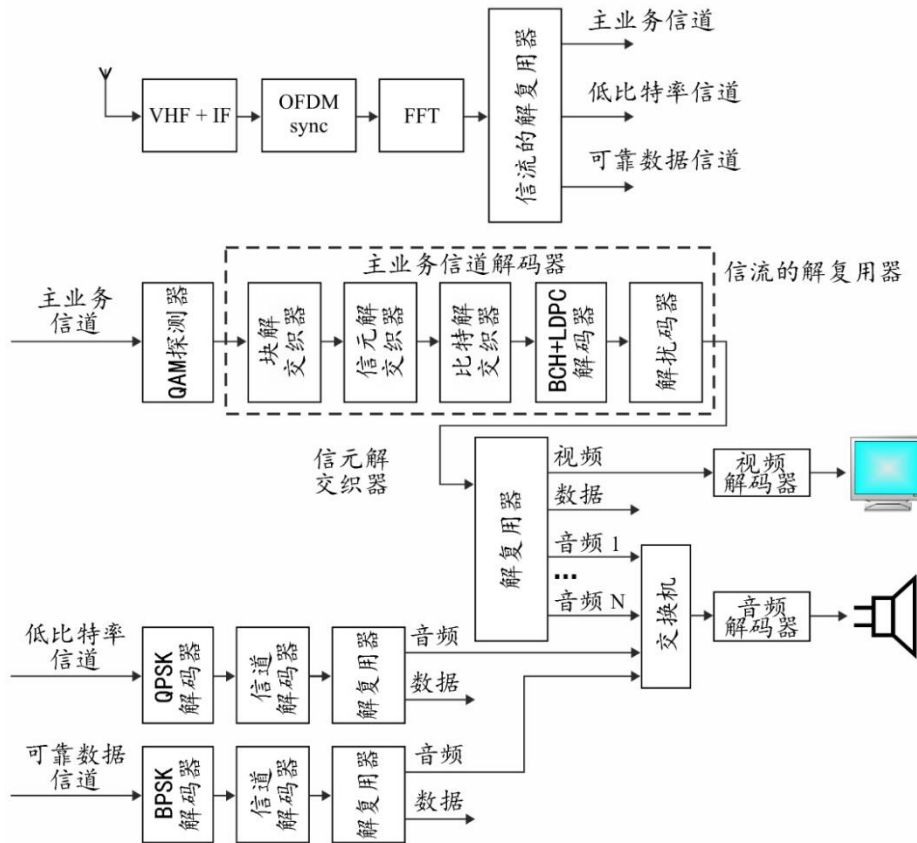 主业务信道
VHF + IF
OFDM
sync
FFT
信流的解复用器
低比特率信道
可靠数据信道
主业务信道解码器
信流的解复用器
主业务
信道
QAM探测器
块解
交织器
信元解
交织器
比特解
交织器
BCH+LDPC
解码器
解扰码器
信元解
交织器
解复用器
视频
数据
音频 1
...
音频 N
视频
解码器
交换机
音频
解码器
低比特率
信道
QPSK
解码器
信道
解码器
解复用器
音频
数据
可靠数据
信道
BPSK
解码器
信道
解码器
解复用器
音频
数据